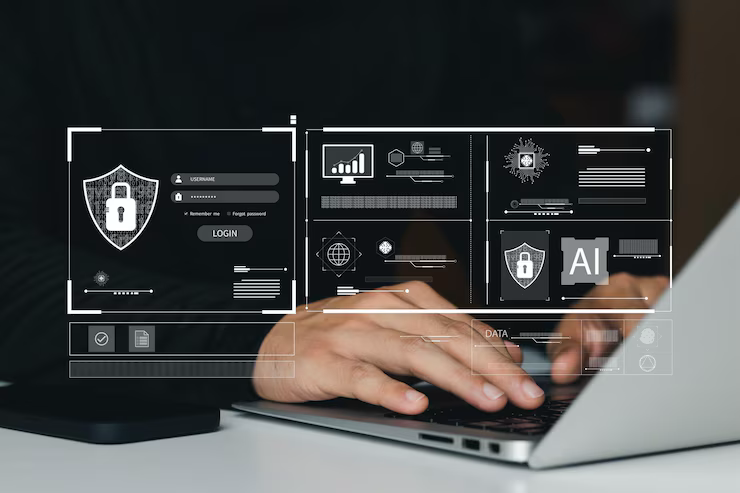 USERNAME
••••••••••
Remember me
Forgot password
LOGIN
AI
DATA